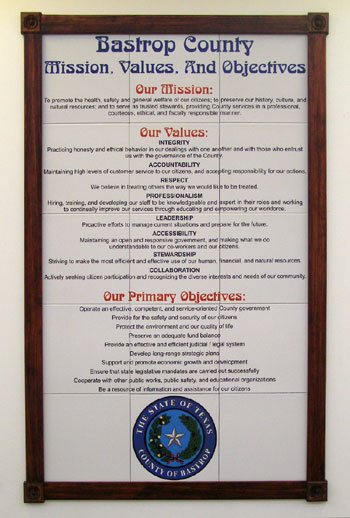 Bastrop County
Mission, Values, And Objectives
Our Mission:
To promote the health, safety and general welfare of our citizens; to preserve our history, culture, and
natural resources; and to serve as trusted stewards, providing County services in a professional,
courteous, ethical, and fiscally responsible manner.
Our Values:
INTEGRITY
Practicing honesty and ethical behavior in our dealings with one another and with those who entrust
us with the governance of the County.
ACCOUNTABILITY
Maintaining high levels of customer service to our citizens, and accepting responsibility for our actions.
RESPECT
We believe in treating others the way we would like to be treated.
PROFESSIONALISM
Hiring, training, and developing our staff to be knowledgeable and expert in their roles and working
to continually improve our services through educating and empowering our workforce.
LEADERSHIP
Proactive efforts to manage current situations and prepare for the future.
ACCESSIBILITY
Maintaining an open and responsive government, and making what we do
understandable to our co-workers and our citizens.
STEWARDSHIP
Striving to make the most efficient and effective use of our human, financial, and natural resources.
COLLABORATION
Actively seeking citizen participation and recognizing the diverse interests and needs of our community.
Our Primary Objectives:
Operate an effective, competent, and service-oriented County government
Provide for the safety and security of our citizens
Protect the environment and our quality of life
Preserve an adequate fund balance
Provide an effective and efficient judicial / legal system
Develop long-range strategic plans
Support and promote economic growth and development
Ensure that state legislative mandates are carried out successfully
Cooperate with other public works, public safety, and educational organizations
Be a resource of information and assistance for our citizens
THE STATE OF TEXAS
COUNTY OF BASTROP